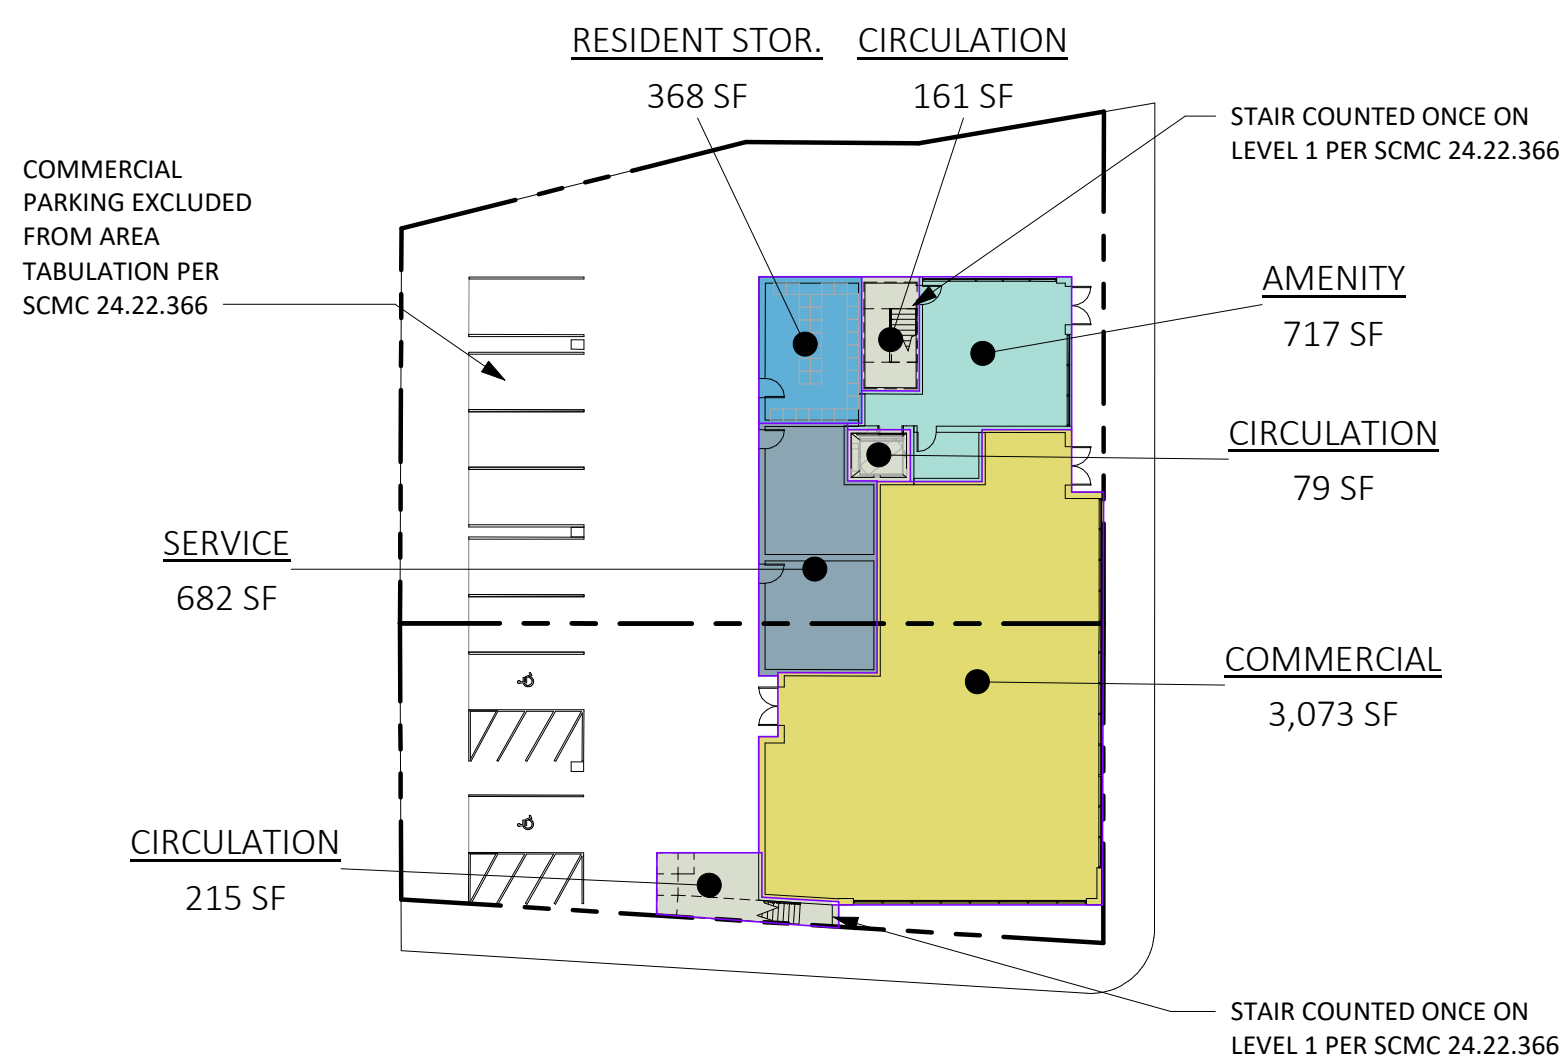 RESIDENT STOR.
368 SF
CIRCULATION
161 SF
STAIR COUNTED ONCE ON
LEVEL 1 PER SCMC 24.22.366
COMMERCIAL
PARKING EXCLUDED
FROM AREA
TABULATION PER
SCMC 24.22.366
AMENITY
717 SF
CIRCULATION
79 SF
SERVICE
682 SF
COMMERCIAL
3,073 SF
CIRCULATION
215 SF
STAIR COUNTED ONCE ON
LEVEL 1 PER SCMC 24.22.366